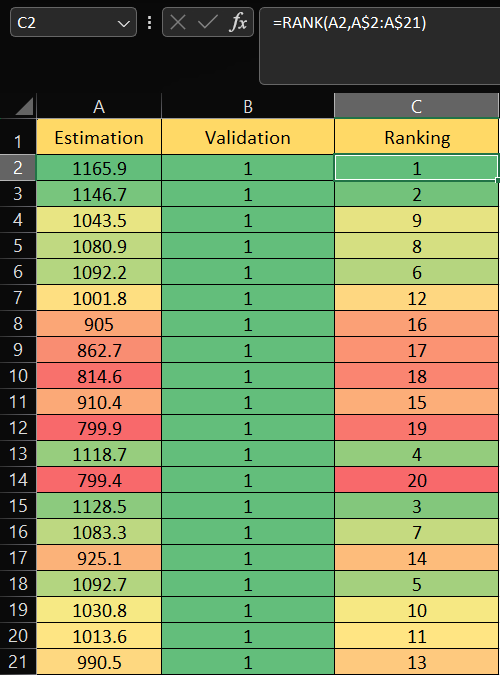 C2 fx =RANK(A2,A$2:A$21)
A B C
1 Estimation Validation Ranking
2 1165.9 1 1
3 1146.7 1 2
4 1043.5 1 9
5 1080.9 1 8
6 1092.2 1 6
7 1001.8 1 12
8 905 1 16
9 862.7 1 17
10 814.6 1 18
11 910.4 1 15
12 799.9 1 19
13 1118.7 1 4
14 799.4 1 20
15 1128.5 1 3
16 1083.3 1 7
17 925.1 1 14
18 1092.7 1 5
19 1030.8 1 10
20 1013.6 1 11
21 990.5 1 13